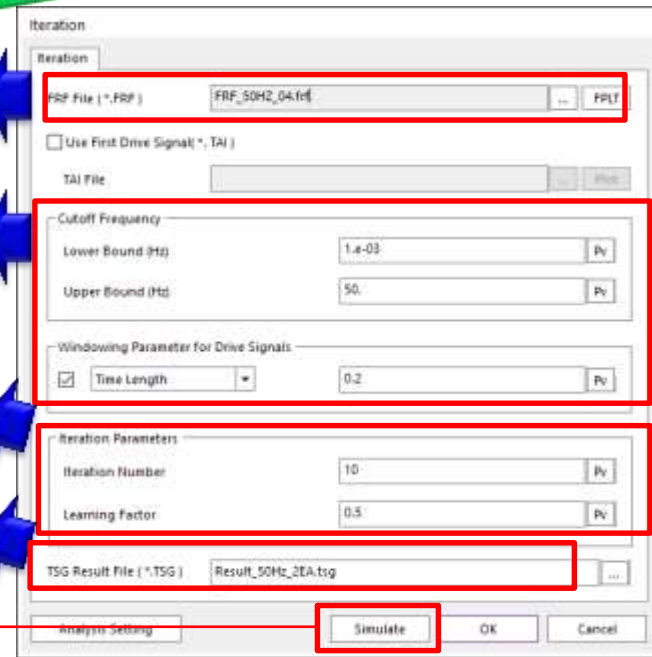 Iteration
Iteration
FRF File ( *.FRF ) FRF_50HZ_04.frf ... FPLT
Use First Drive Signal( *. TAI )
TAI File ... Plot
Cutoff Frequency
Lower Bound (Hz) 1.e-03 Pv
Upper Bound (Hz) 50. Pv
Windowing Parameter for Drive Signals
Time Length 0.2 Pv
Iteration Parameters
Iteration Number 10 Pv
Learning Factor 0.5 Pv
TSG Result File ( *.TSG ) Result_50Hz_2EA.tsg ...
Analysis Setting Simulate OK Cancel